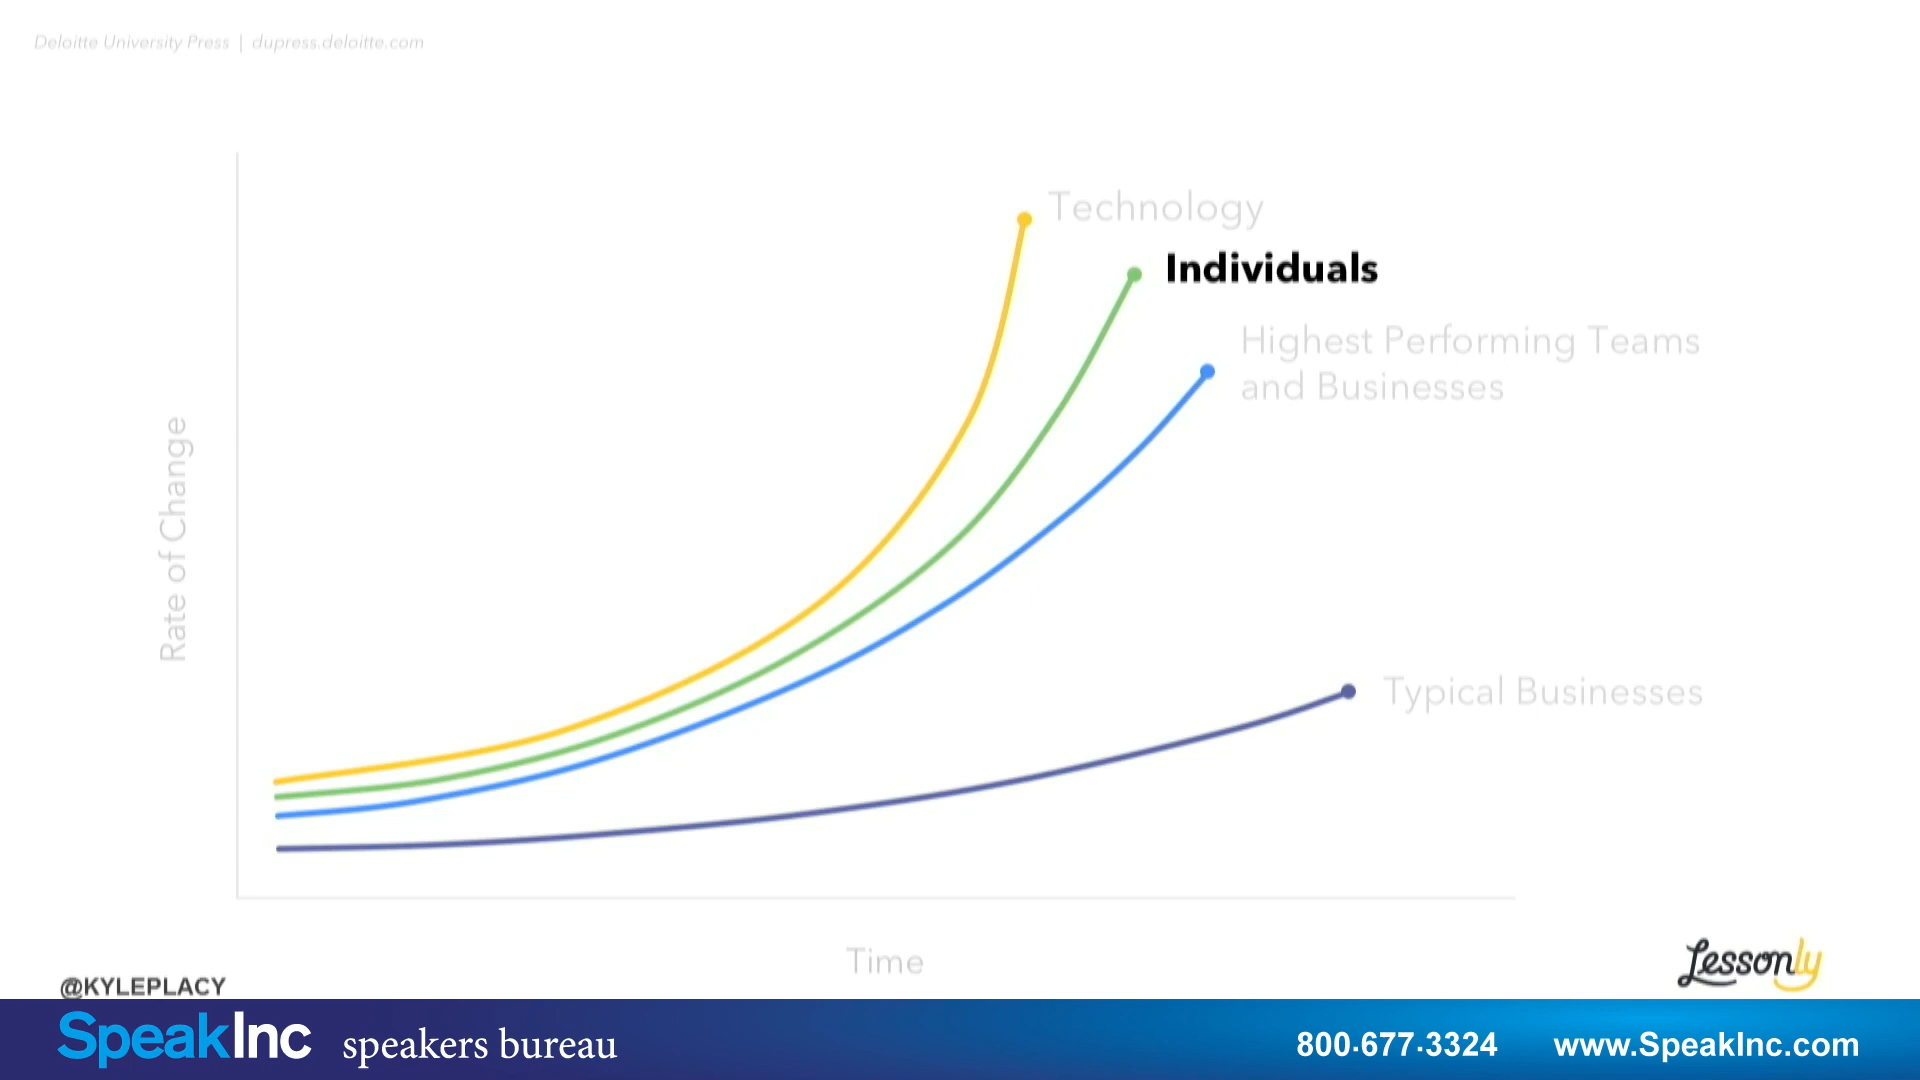 Deloitte University Press | dupress.deloitte.com
Technology
Individuals
Highest Performing Teams
and Businesses
Rate of Change
Typical Businesses
Time
Lessonly
@KYLEPLACY
SpeakInc speakers bureau
800·677·3324 www.SpeakInc.com